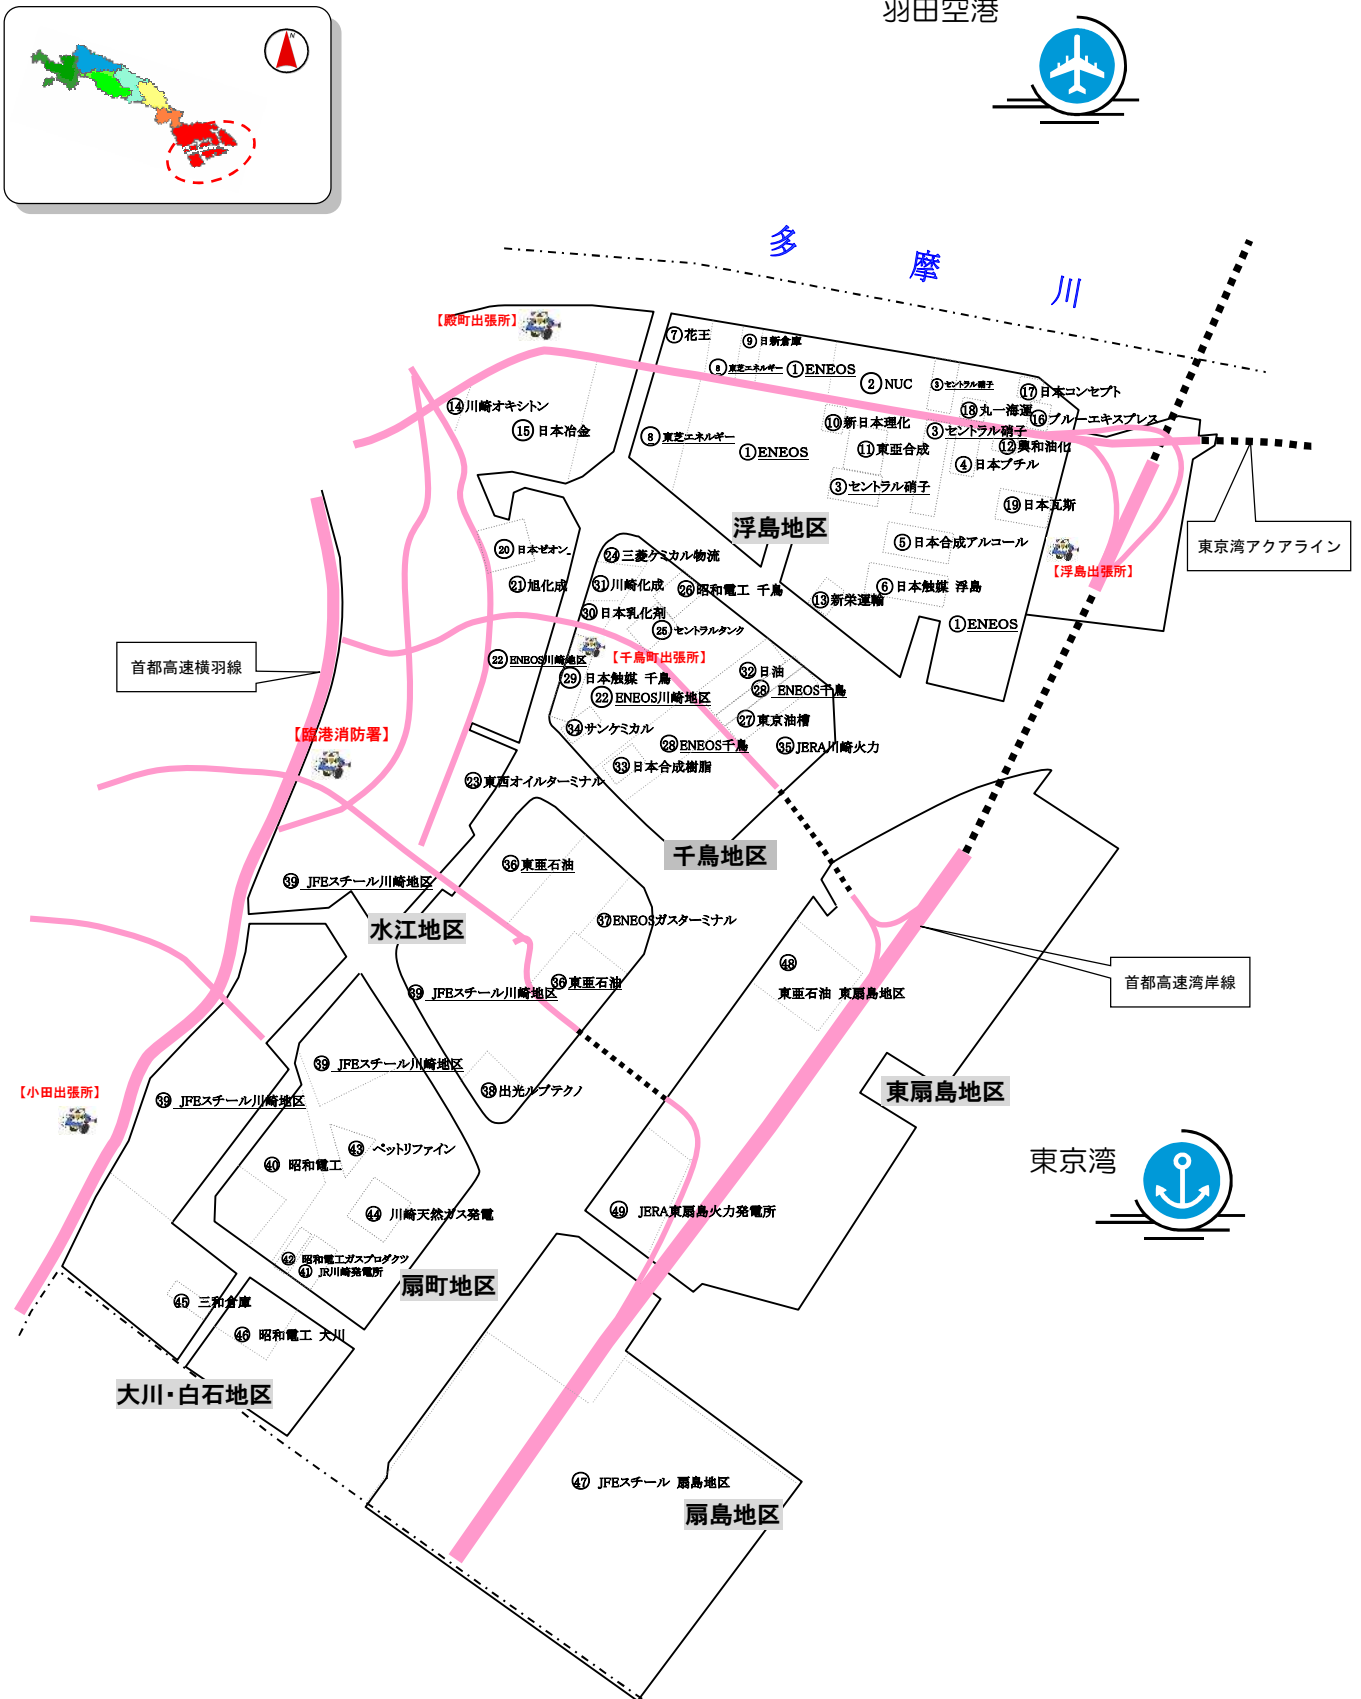 羽田空港
N
多 摩 川
【殿町出張所】
⑦花王
⑨日新倉庫
⑧東芝エネルギー
①ENEOS
②NUC
③セントラル硝子
⑰日本コンセプト
⑭川崎オキシトン
⑱丸一海運
⑯ブルーエキスプレス
⑮日本冶金
⑩新日本理化
③セントラル硝子
⑧東芝エネルギー
①ENEOS
⑪東亜合成
⑫興和油化
④日本ブチル
③セントラル硝子
⑲日本瓦斯
浮島地区
⑤日本合成アルコール
東京湾アクアライン
【浮島出張所】
⑳日本ゼオン
㉔三菱ケミカル物流
㉑旭化成
㉛川崎化成
㉖昭和電工 千鳥
⑥日本触媒 浮島
⑬新栄運輸
㉚日本乳化剤
㉕セントラルタンク
①ENEOS
首都高速横羽線
㉒ENEOS川崎地区
【千鳥町出張所】
㉙日本触媒 千鳥
㉜日油
㉘ ENEOS千鳥
㉒ENEOS川崎地区
㉗東京油槽
㉞サンケミカル
【臨港消防署】
㉘ENEOS千鳥
㉟JERA川崎火力
㉝日本合成樹脂
㉓東西オイルターミナル
千鳥地区
㊱東亜石油
㊴ JFEスチール川崎地区
㊲ENEOSガスターミナル
水江地区
㊽
東亜石油 東扇島地区
㊱東亜石油
㊴ JFEスチール川崎地区
首都高速湾岸線
㊴ JFEスチール川崎地区
㊳出光ルブテクノ
東扇島地区
【小田出張所】
㊴ JFEスチール川崎地区
㊸ ペットリファイン
㊵ 昭和電工
東京湾
㊹ 川崎天然ガス発電
㊾ JERA東扇島火力発電所
㊷ 昭和電工ガスプロダクツ
㊶ JR川崎発電所
扇町地区
㊺ 三和倉庫
㊻ 昭和電工 大川
大川・白石地区
㊼ JFEスチール 扇島地区
扇島地区